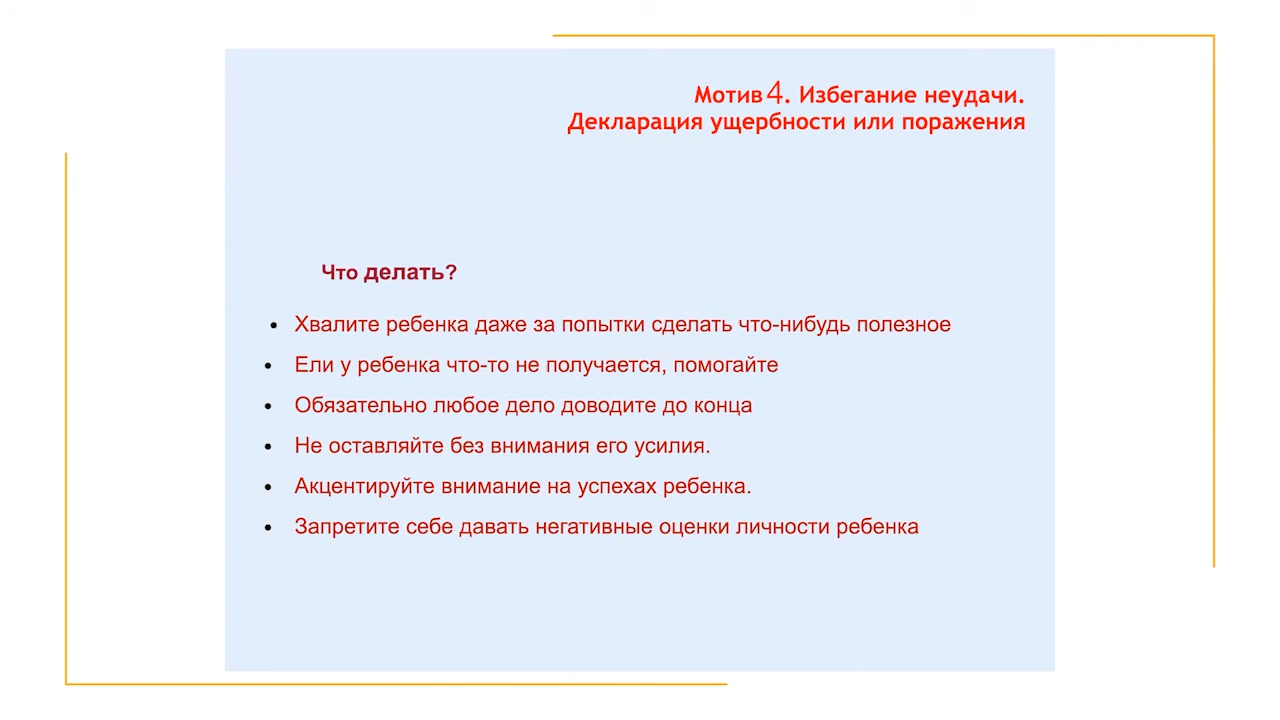 Мотив 4. Избегание неудачи.
Декларация ущербности или поражения
Что делать?
• Хвалите ребенка даже за попытки сделать что-нибудь полезное
• Ели у ребенка что-то не получается, помогайте
• Обязательно любое дело доводите до конца
• Не оставляйте без внимания его усилия.
• Акцентируйте внимание на успехах ребенка.
• Запретите себе давать негативные оценки личности ребенка